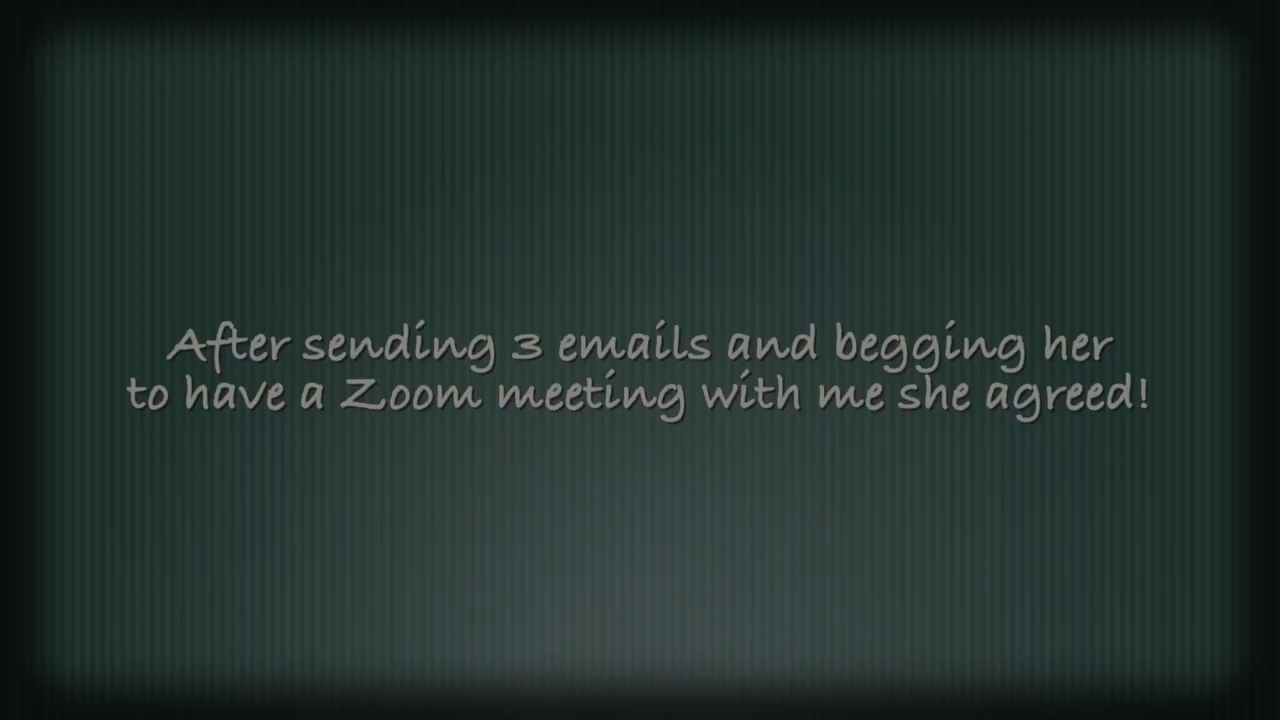 After sending 3 emails and begging her
to have a Zoom meeting with me she agreed!